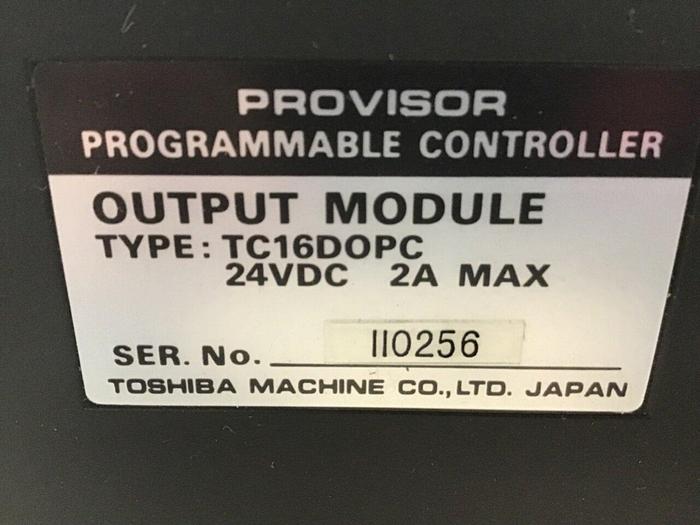 PROVISOR
PROGRAMMABLE CONTROLLER
OUTPUT MODULE
TYPE: TC16DOPC
24VDC 2A MAX
SER. No. 110256
TOSHIBA MACHINE CO., LTD. JAPAN